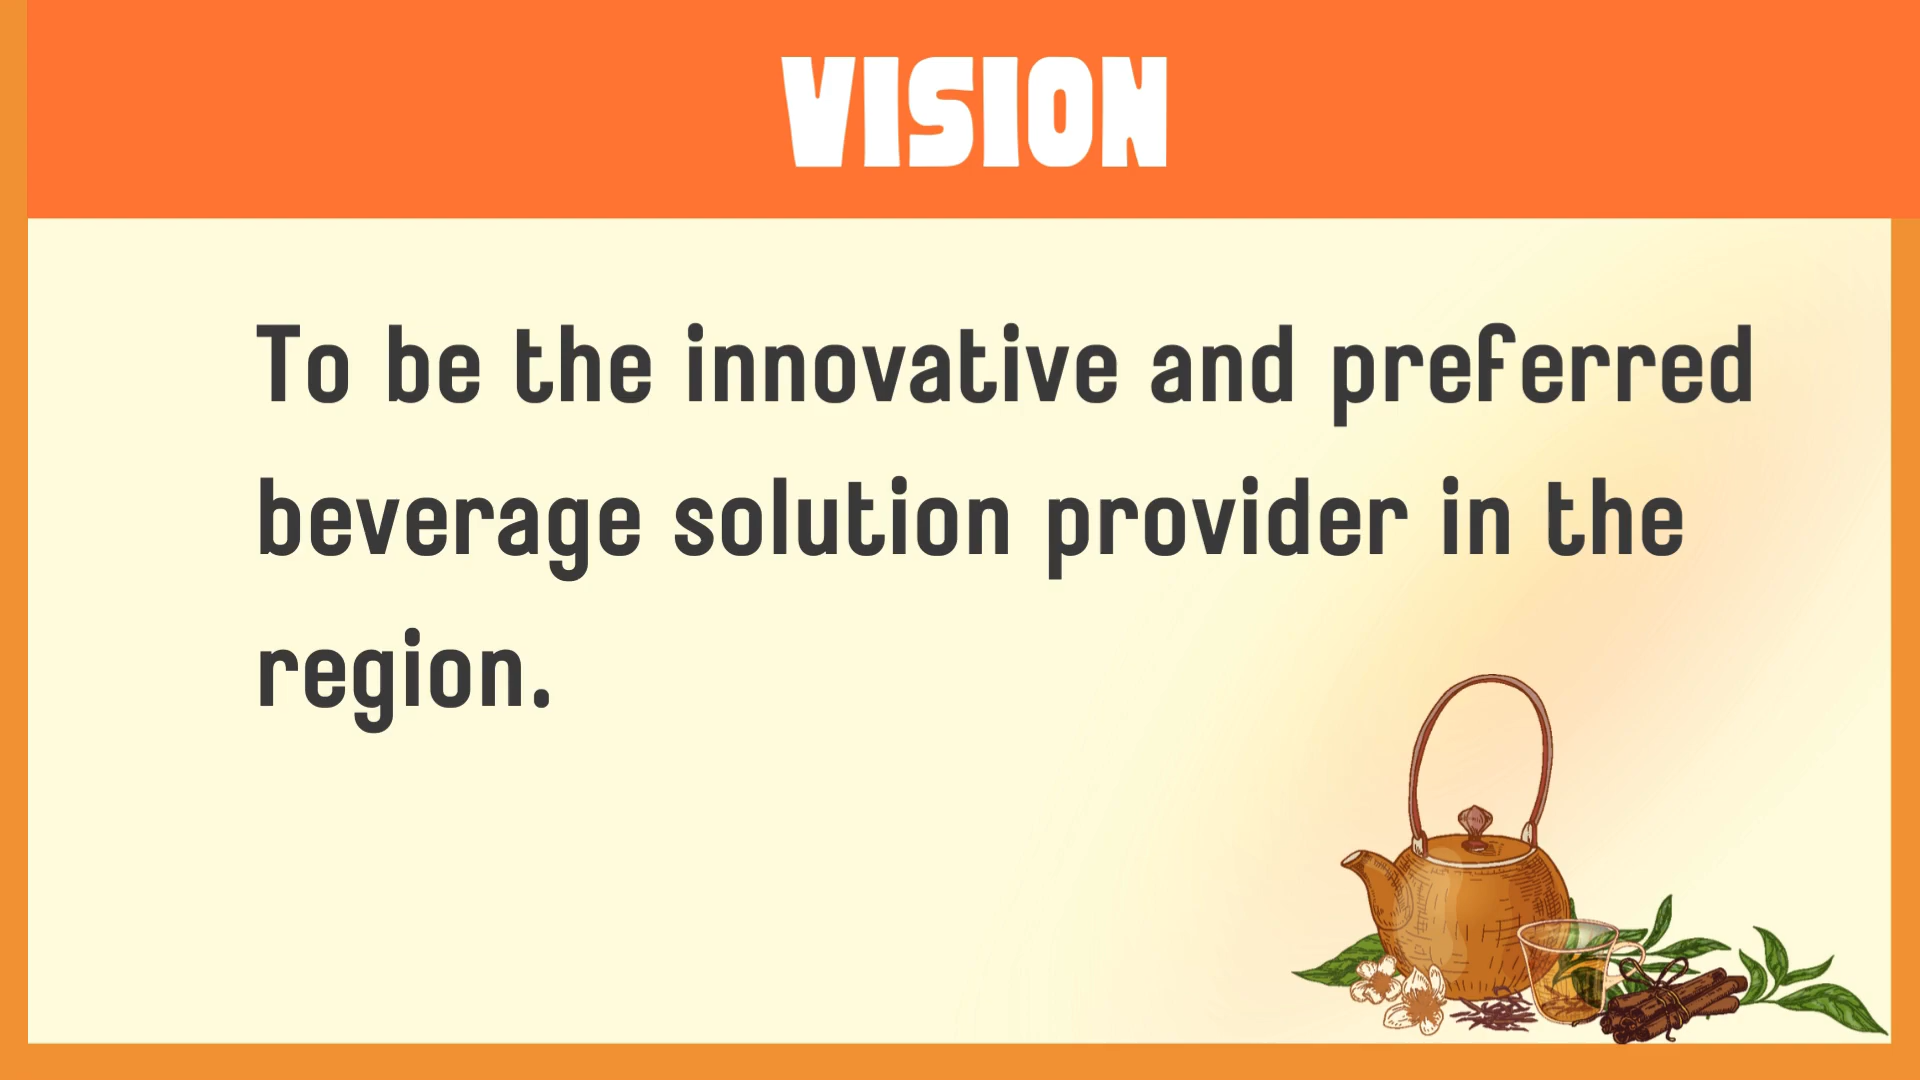 VISION
To be the innovative and preferred
beverage solution provider in the
region.